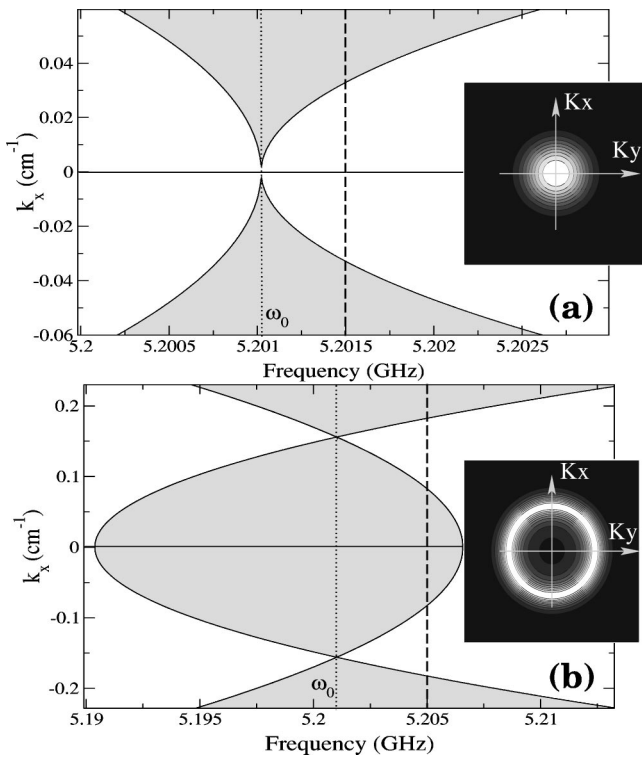 0.04
0.02
0
-0.02
-0.04
-0.06
k_x (cm^-1)
Kx
Ky
(a)
ω_0
5.2 5.2005 5.201 5.2015 5.202 5.2025
Frequency (GHz)
0.2
0.1
0
-0.1
-0.2
k_x (cm^-1)
Kx
Ky
(b)
ω_0
5.19 5.195 5.2 5.205 5.21
Frequency (GHz)